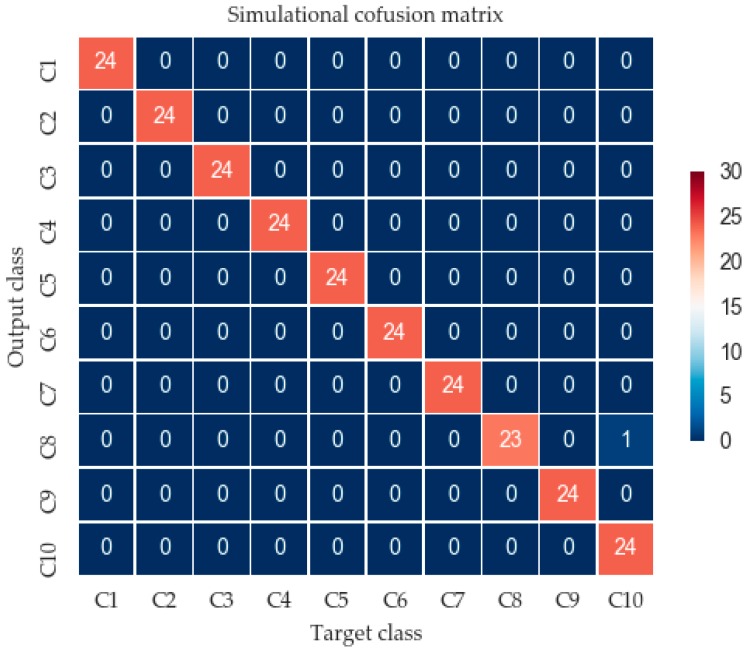 Simulational cofusion matrix
C1 24 0 0 0 0 0 0 0 0 0
C2 0 24 0 0 0 0 0 0 0 0
C3 0 0 24 0 0 0 0 0 0 0
C4 0 0 0 24 0 0 0 0 0 0
C5 0 0 0 0 24 0 0 0 0 0
C6 0 0 0 0 0 24 0 0 0 0
C7 0 0 0 0 0 0 24 0 0 0
C8 0 0 0 0 0 0 0 23 0 1
C9 0 0 0 0 0 0 0 0 24 0
C10 0 0 0 0 0 0 0 0 0 24
C1 C2 C3 C4 C5 C6 C7 C8 C9 C10
Target class
Output class
30
25
20
15
10
5
0